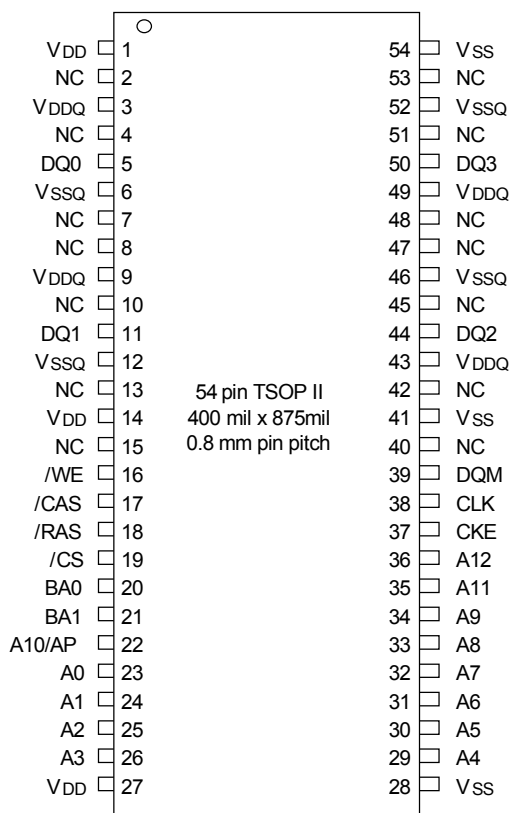 VDD 1 54 VSS
NC 2 53 NC
VDDQ 3 52 VSSQ
NC 4 51 NC
DQ0 5 50 DQ3
VSSQ 6 49 VDDQ
NC 7 48 NC
NC 8 47 NC
VDDQ 9 46 VSSQ
NC 10 45 NC
DQ1 11 44 DQ2
VSSQ 12 43 VDDQ
NC 13 54 pin TSOP II 42 NC
VDD 14 400 mil x 875mil 41 VSS
NC 15 0.8 mm pin pitch 40 NC
/WE 16 39 DQM
/CAS 17 38 CLK
/RAS 18 37 CKE
/CS 19 36 A12
BA0 20 35 A11
BA1 21 34 A9
A10/AP 22 33 A8
A0 23 32 A7
A1 24 31 A6
A2 25 30 A5
A3 26 29 A4
VDD 27 28 VSS